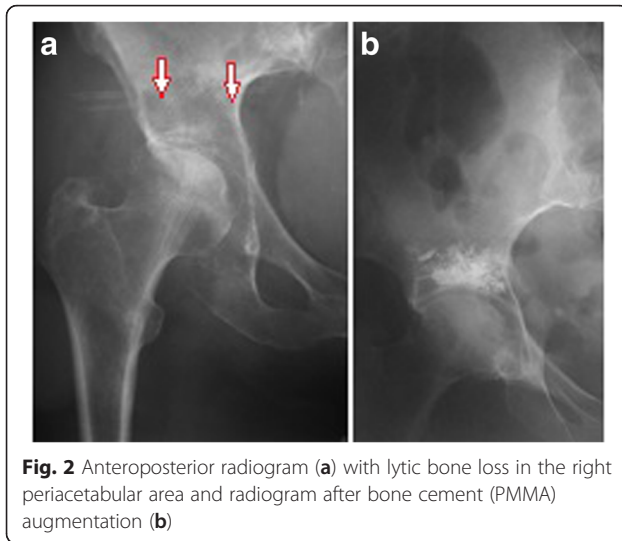 a
b
Fig. 2 Anteroposterior radiogram (a) with lytic bone loss in the right
periacetabular area and radiogram after bone cement (PMMA)
augmentation (b)